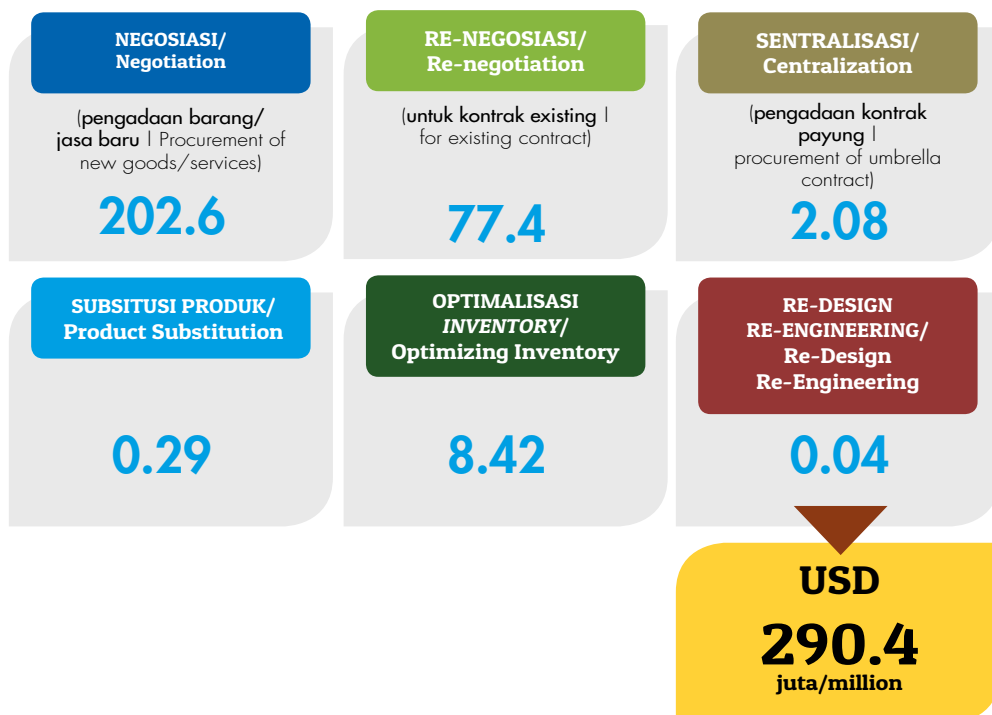 NEGOSIASI/
Negotiation
(pengadaan barang/
jasa baru | Procurement of
new goods/services)
202.6
RE-NEGOSIASI/
Re-negotiation
(untuk kontrak existing |
for existing contract)
77.4
SENTRALISASI/
Centralization
(pengadaan kontrak
payung |
procurement of umbrella
contract)
2.08
SUBSITUSI PRODUK/
Product Substitution
0.29
OPTIMALISASI
INVENTORY/
Optimizing Inventory
8.42
RE-DESIGN
RE-ENGINEERING/
Re-Design
Re-Engineering
0.04
USD
290.4
juta/million